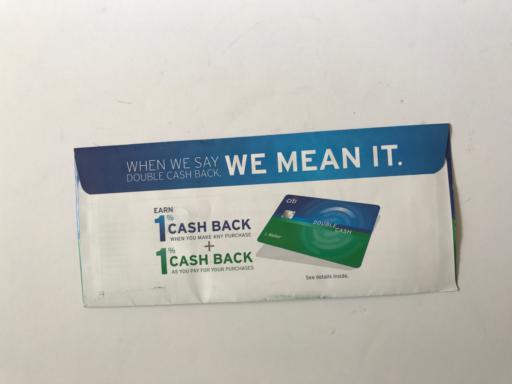 WHEN WE SAY
DOUBLE CASH BACK,
WE MEAN IT.
EARN
1% CASH BACK
WHEN YOU MAKE ANY PURCHASE
+
1% CASH BACK
AS YOU PAY FOR YOUR PURCHASES
citi
DOUBLE CASH
See details inside.